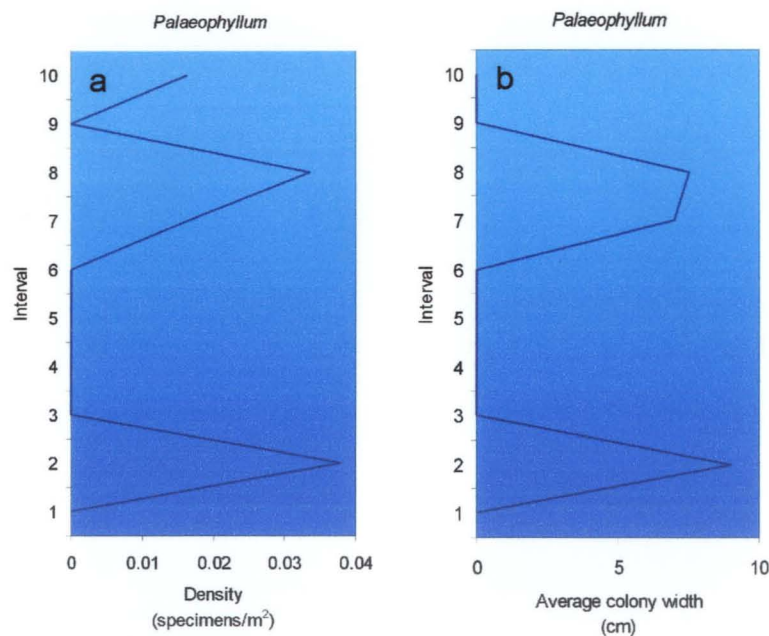 Palaeophyllum
a
10
9
8
7
6
5
4
3
2
1
Interval
0 0.01 0.02 0.03 0.04
Density
(specimens/m²)
Palaeophyllum
b
10
9
8
7
6
5
4
3
2
1
Interval
0 5 10
Average colony width
(cm)